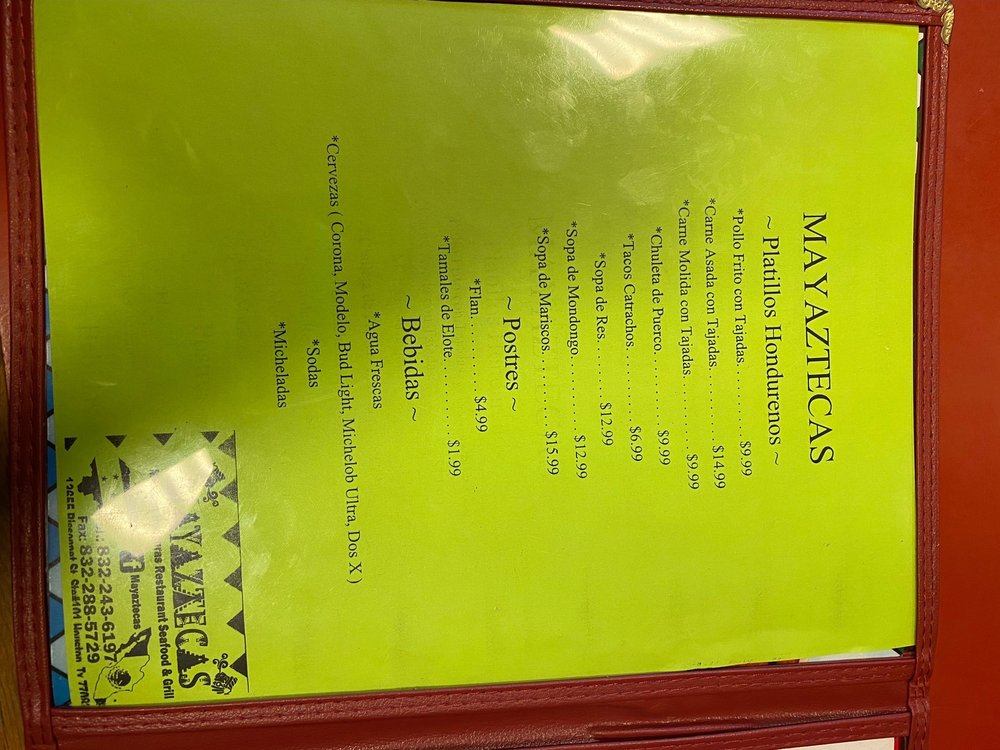 MAYAZTECAS
~ Platillos Hondurenos ~
*Pollo Frito con Tajadas. . . . . . . . . . . $9.99
*Carne Asada con Tajadas. . . . . . . . . . . $14.99
*Carne Molida con Tajadas. . . . . . . . . . $9.99
*Chuleta de Puerco. . . . . . . . . . $9.99
*Tacos Catrachos. . . . . . . . . . . $6.99
*Sopa de Res. . . . . . . . . $12.99
*Sopa de Mondongo. . . . . . . . . . . $12.99
*Sopa de Mariscos. . . . . . . . . . $15.99
~ Postres ~
*Flan. . . . . . . . . . $4.99
*Tamales de Elote. . . . . . . . . . . $1.99
~ Bebidas ~
*Agua Frescas
*Cervezas ( Corona, Modelo, Bud Light, Michelob Ultra, Dos X )
*Sodas
*Micheladas
YAZTECAS
Restaurant Seafood & Grill
Mayaztecas
832-243-6197
Fax: 832-288-5729
Houston